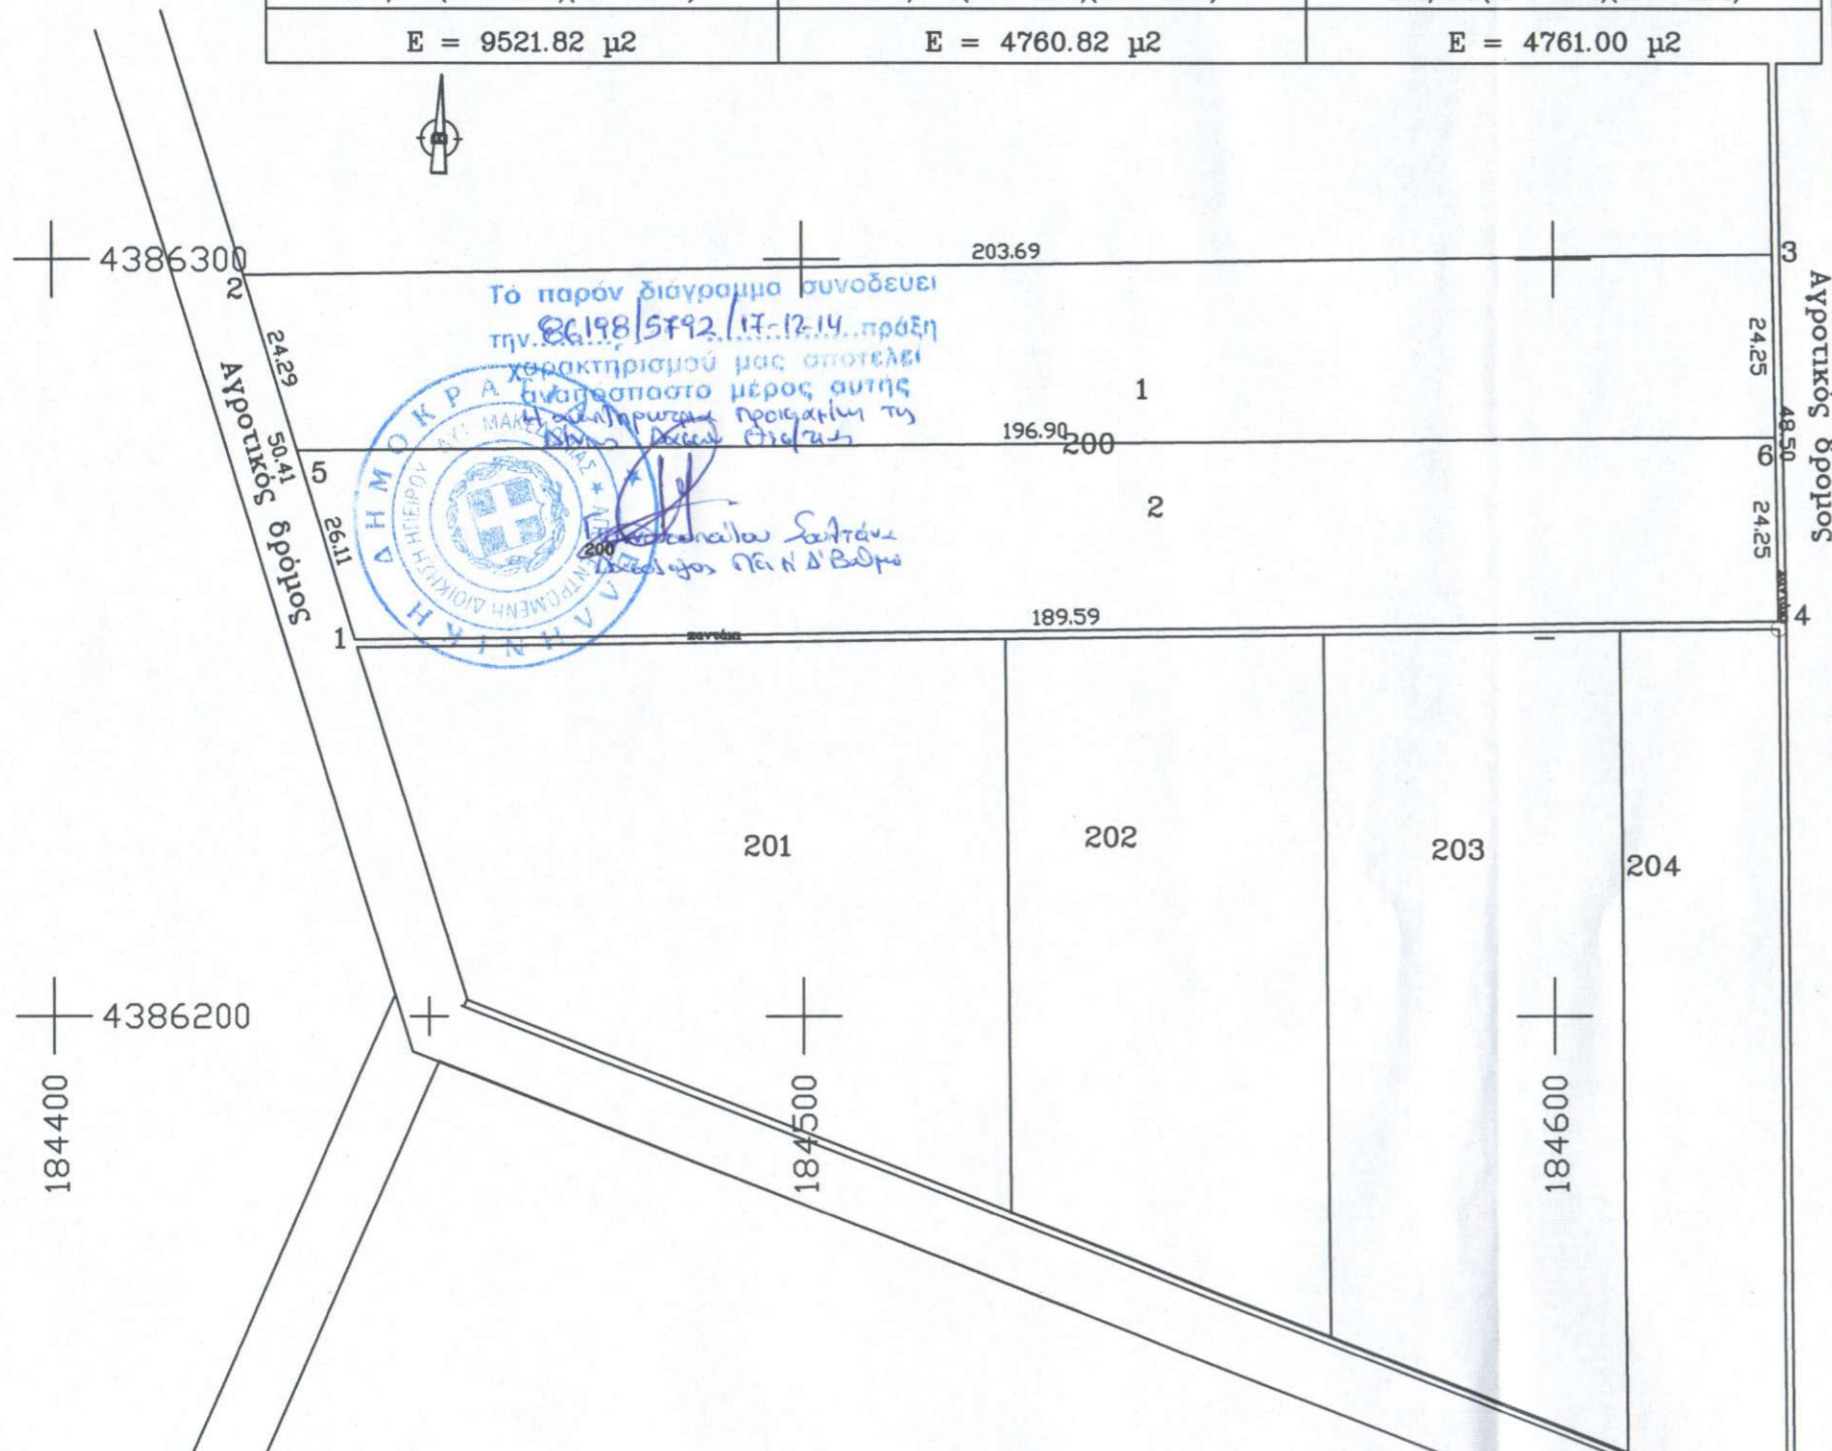 E = 9521.82 μ2
E = 4760.82 μ2
E = 4761.00 μ2
4386300
203.69
2
3
Το παρόν διάγραμμα συνοδεύει
την 86198/5792/17-12-14 πράξη
χαρακτηρισμού μας αποτελεί
αναπόσπαστο μέρος αυτής
24.29
24.25
Αγροτικός δρόμος
1
196.90
200
48.50
50.41
5
6
Αγροτικός δρόμος
2
26.11
24.25
200
ΕΛΛΗΝΙΚΗ ΔΗΜΟΚΡΑΤΙΑ
189.59
1
4
201
202
203
204
4386200
184400
184500
184600